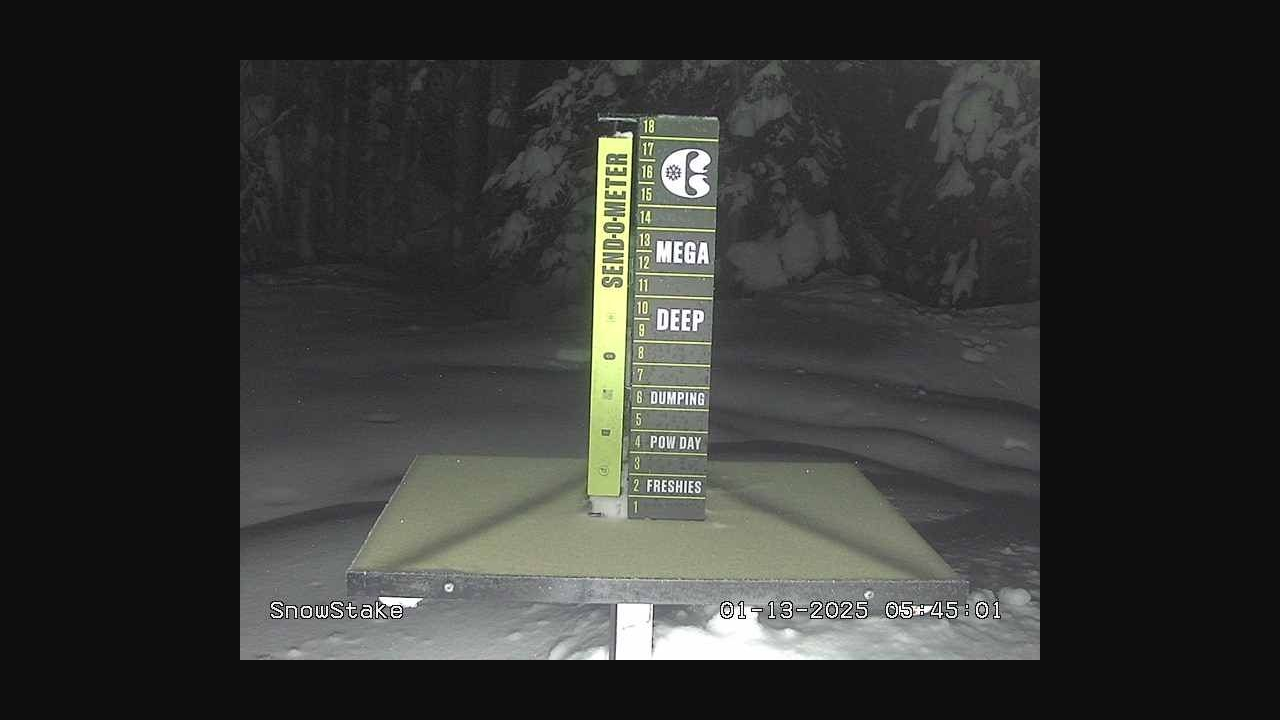 SEND-O-METER
18
17
16
15
14
13
12
MEGA
11
10
9
DEEP
8
7
6 DUMPING
5
4 POW DAY
3
2 FRESHIES
1
SnowStake
01-13-2025 05:45:01